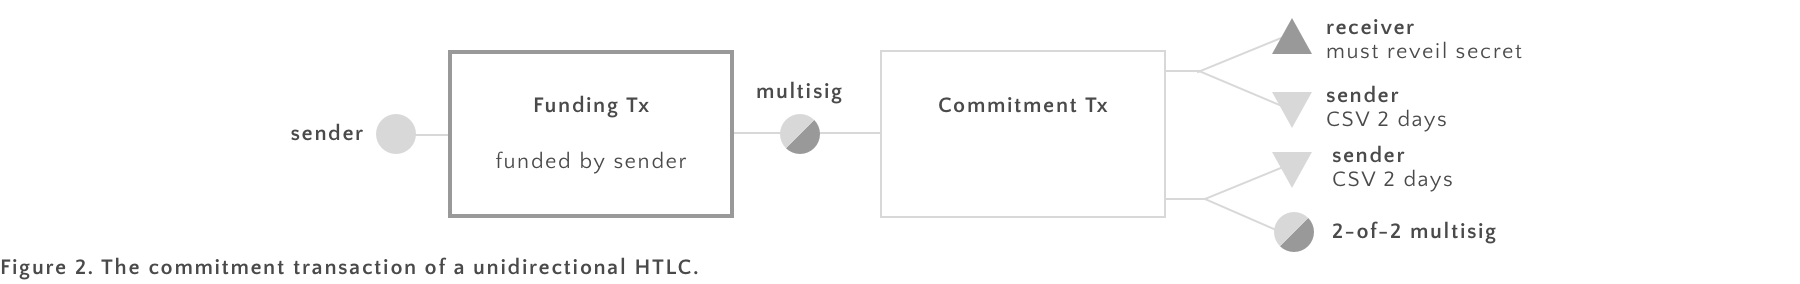 sender
Funding Tx
funded by sender
multisig
Commitment Tx
receiver
must reveil secret
sender
CSV 2 days
sender
CSV 2 days
2-of-2 multisig
Figure 2. The commitment transaction of a unidirectional HTLC.